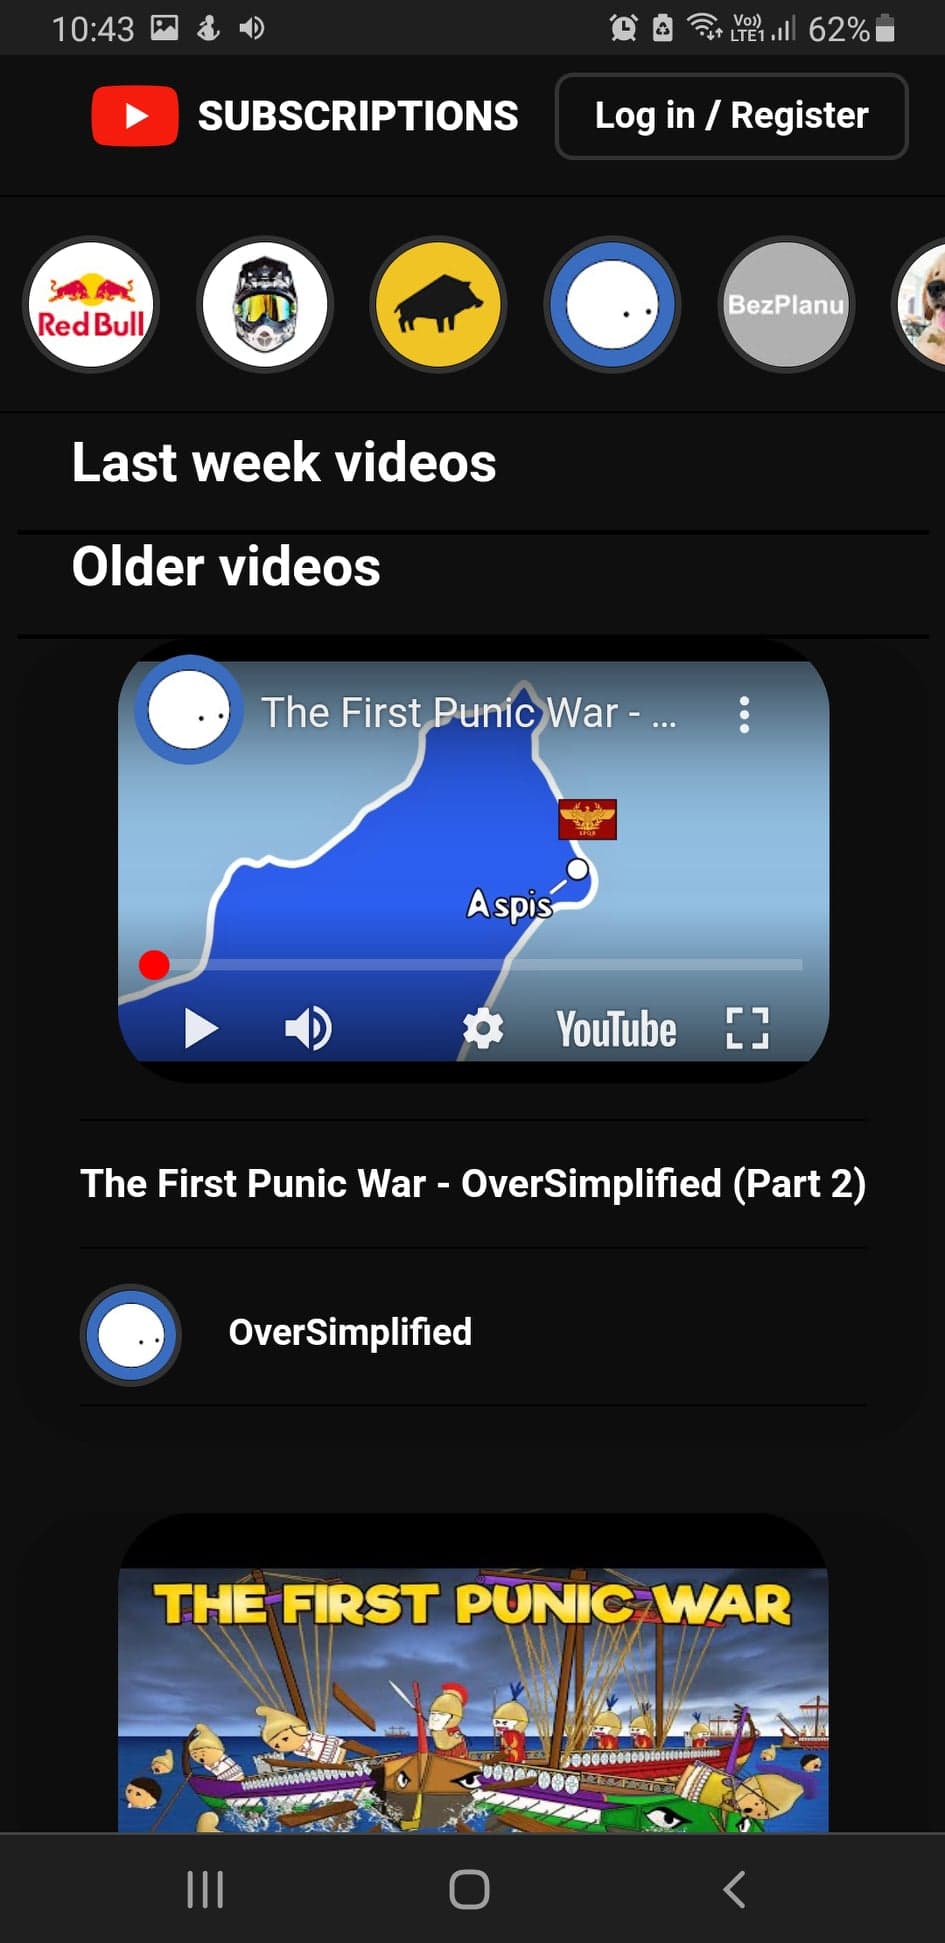 10:43
Vo))
LTE1
62%
SUBSCRIPTIONS
Log in / Register
Red Bull
BezPlanu
Last week videos
Older videos
The First Punic War - ...
SPQR
Aspis
YouTube
The First Punic War - OverSimplified (Part 2)
OverSimplified
THE FIRST PUNIC WAR